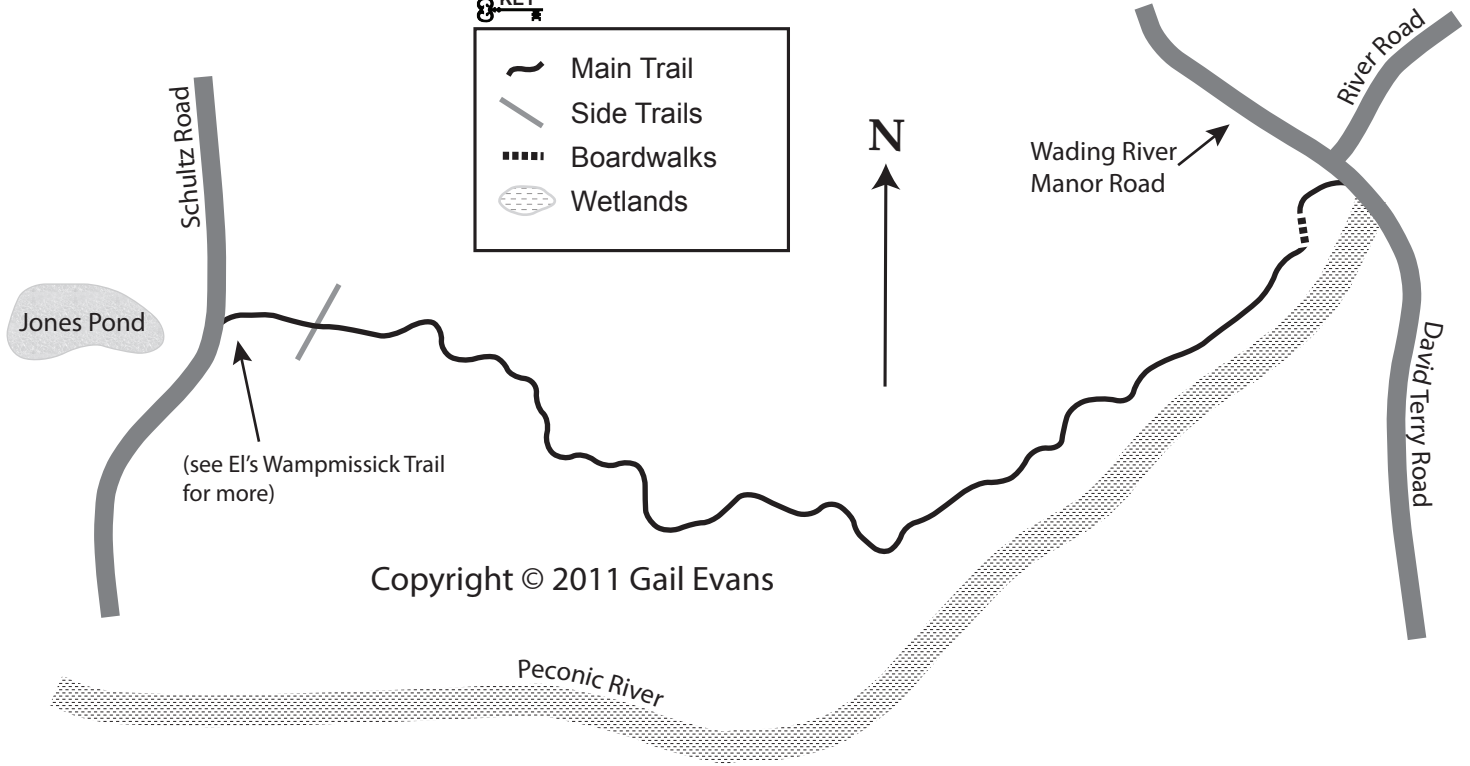 KEY
Main Trail
Side Trails
Boardwalks
Wetlands
Schultz Road
N
River Road
Wading River
Manor Road
Jones Pond
David Terry Road
(see El's Wampmissick Trail
for more)
Copyright © 2011 Gail Evans
Peconic River